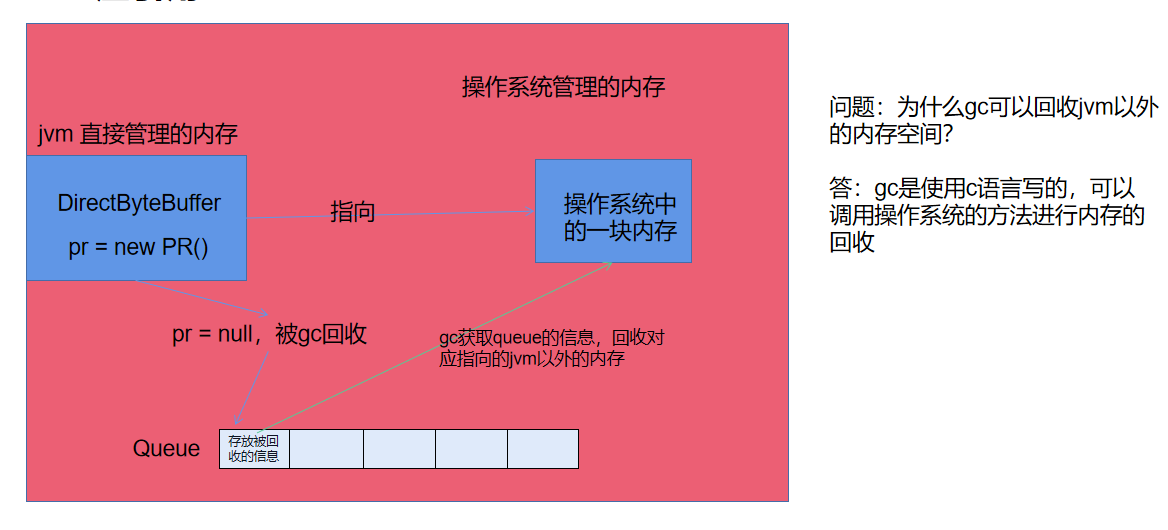 操作系统管理的内存
jvm 直接管理的内存
DirectByteBuffer
pr = new PR()
指向
操作系统中
的一块内存
pr = null，被gc回收
gc获取queue的信息，回收对
应指向的jvm以外的内存
Queue
存放被回
收的信息
问题：为什么gc可以回收jvm以外
的内存空间？
答：gc是使用c语言写的，可以
调用操作系统的方法进行内存的
回收